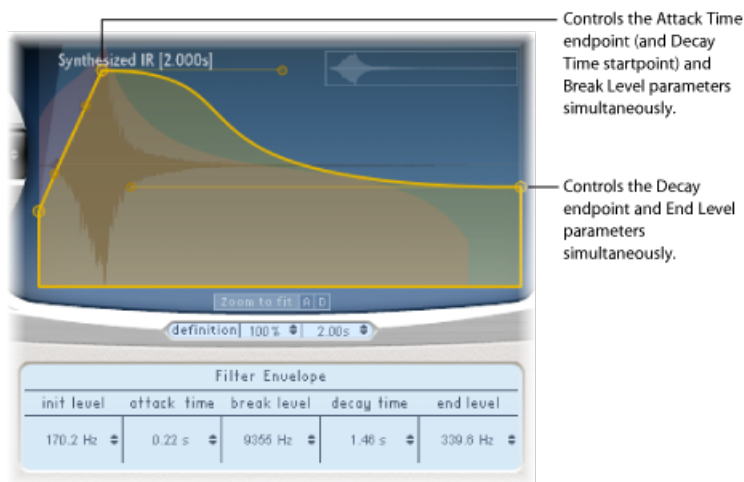 Controls the Attack Time
endpoint (and Decay
Time startpoint) and
Break Level parameters
simultaneously.
Synthesized IR [2.000s]
Controls the Decay
endpoint and End Level
parameters
simultaneously.
Zoom to fit A D
definition 100% 2.00s
Filter Envelope
init level attack time break level decay time end level
170.2 Hz 0.22 s 9355 Hz 1.46 s 339.6 Hz